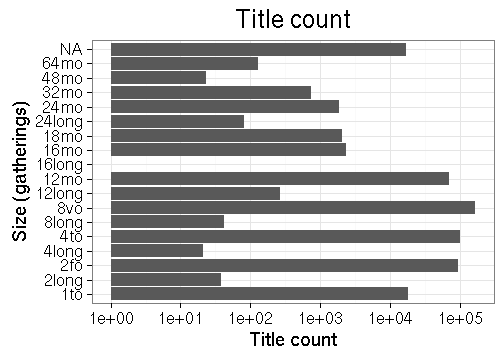 Title count
Size (gatherings)
NA
64mo
48mo
32mo
24mo
24long
18mo
16mo
16long
12mo
12long
8vo
8long
4to
4long
2fo
2long
1to
1e+00 1e+01 1e+02 1e+03 1e+04 1e+05
Title count